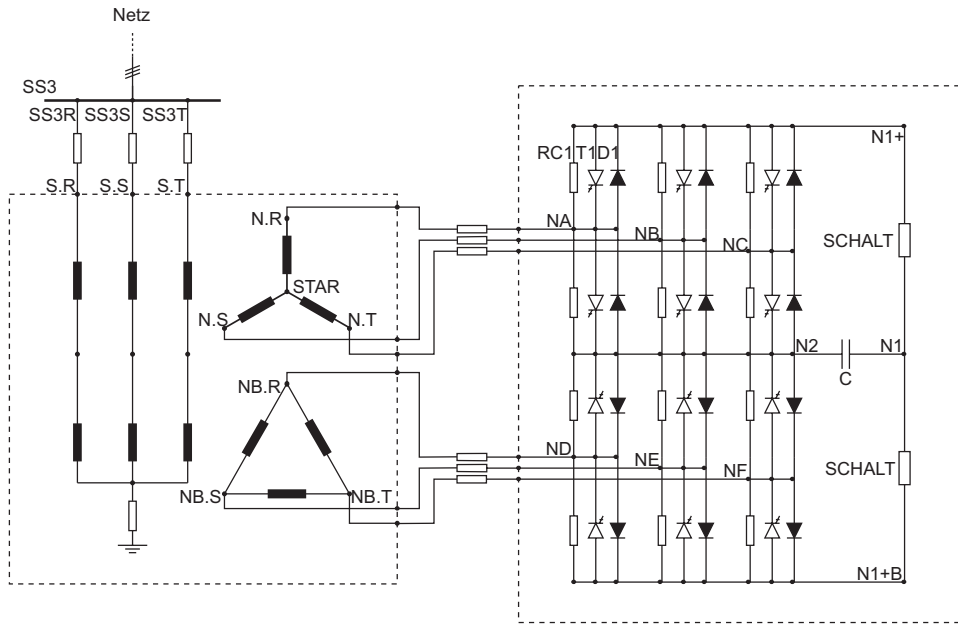 Netz
SS3
SS3R SS3S SS3T
S.R S.S S.T
N.R
STAR
N.S N.T
NB.R
NB.S NB.T
RC1 T1 D1
N1+
NA
NB
NC
SCHALT
N2 N1
C
ND
NE
NF
SCHALT
N1+B